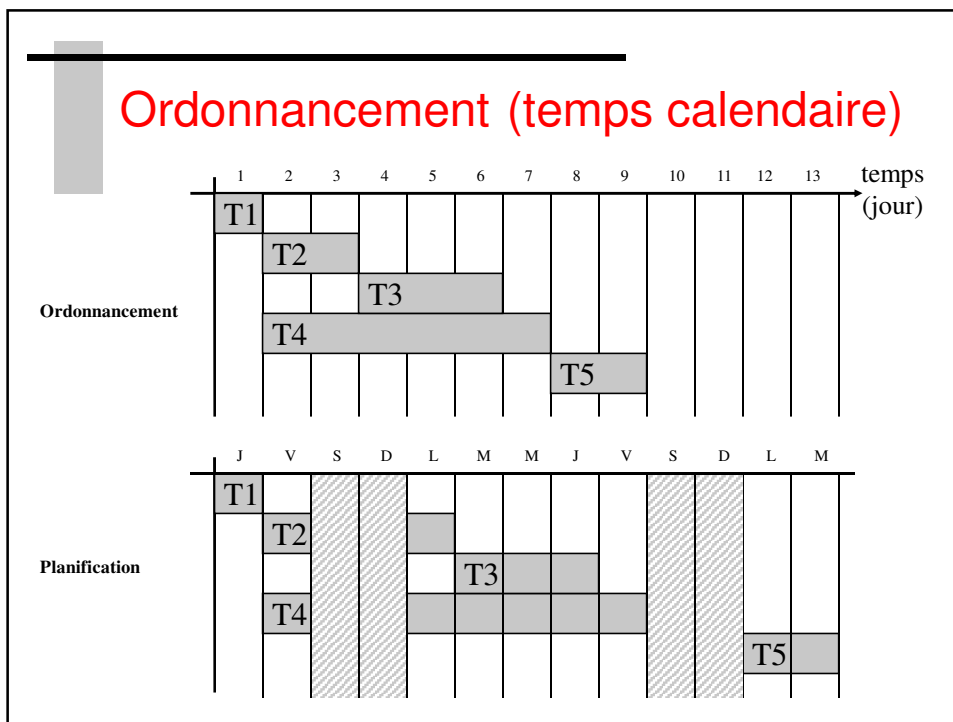 Ordonnancement (temps calendaire)
1 2 3 4 5 6 7 8 9 10 11 12 13 temps
(jour)
T1
T2
T3
Ordonnancement
T4
T5
J V S D L M M J V S D L M
T1
T2
Planification
T3
T4
T5